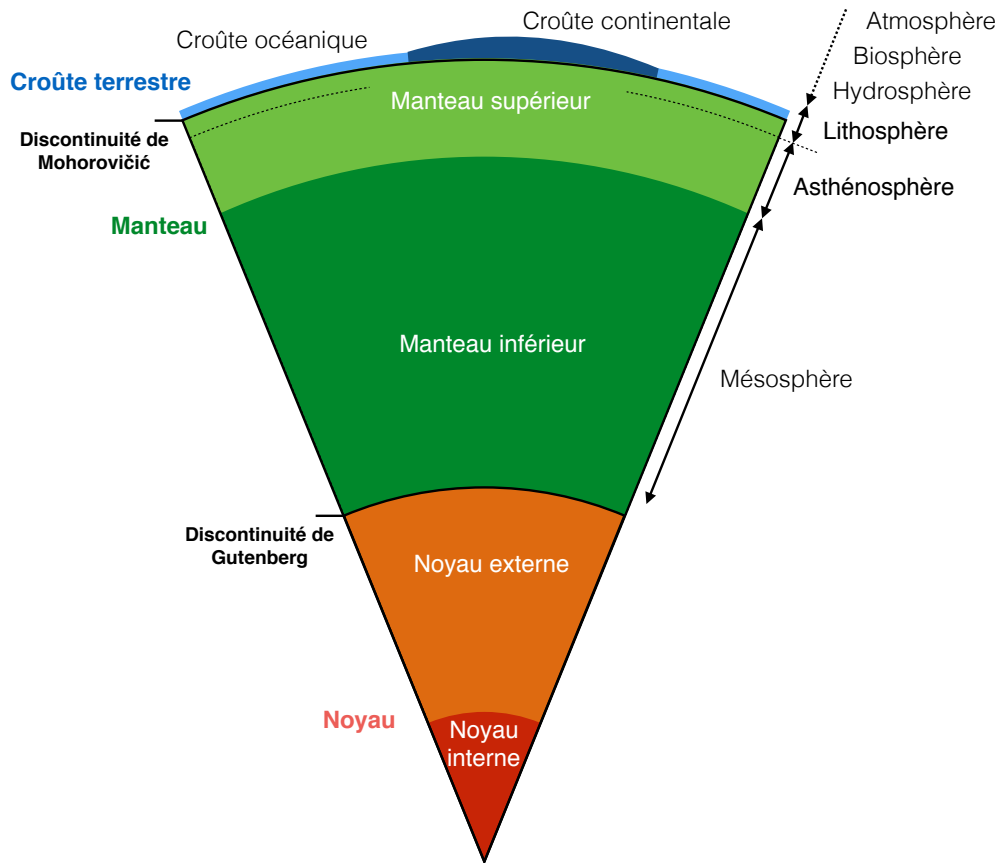 Croûte océanique
Croûte continentale
Atmosphère
Biosphère
Hydrosphère
Croûte terrestre
Manteau supérieur
Lithosphère
Discontinuité de
Mohorovičić
Asthénosphère
Manteau
Manteau inférieur
Mésosphère
Discontinuité de
Gutenberg
Noyau externe
Noyau
Noyau
interne